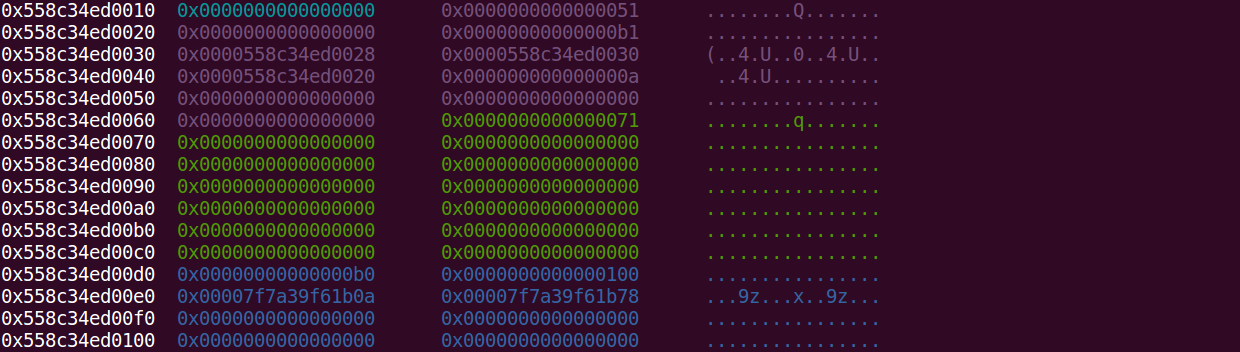 0x558c34ed0010 0x0000000000000000 0x0000000000000051 ........Q.......
0x558c34ed0020 0x0000000000000000 0x00000000000000b1 ................
0x558c34ed0030 0x0000558c34ed0028 0x0000558c34ed0030 (..4.U..0..4.U..
0x558c34ed0040 0x0000558c34ed0020 0x000000000000000a  ..4.U..........
0x558c34ed0050 0x0000000000000000 0x0000000000000000 ................
0x558c34ed0060 0x0000000000000000 0x0000000000000071 ........q.......
0x558c34ed0070 0x0000000000000000 0x0000000000000000 ................
0x558c34ed0080 0x0000000000000000 0x0000000000000000 ................
0x558c34ed0090 0x0000000000000000 0x0000000000000000 ................
0x558c34ed00a0 0x0000000000000000 0x0000000000000000 ................
0x558c34ed00b0 0x0000000000000000 0x0000000000000000 ................
0x558c34ed00c0 0x0000000000000000 0x0000000000000000 ................
0x558c34ed00d0 0x00000000000000b0 0x0000000000000100 ................
0x558c34ed00e0 0x00007f7a39f61b0a 0x00007f7a39f61b78 ...9z...x..9z...
0x558c34ed00f0 0x0000000000000000 0x0000000000000000 ................
0x558c34ed0100 0x0000000000000000 0x0000000000000000 ................